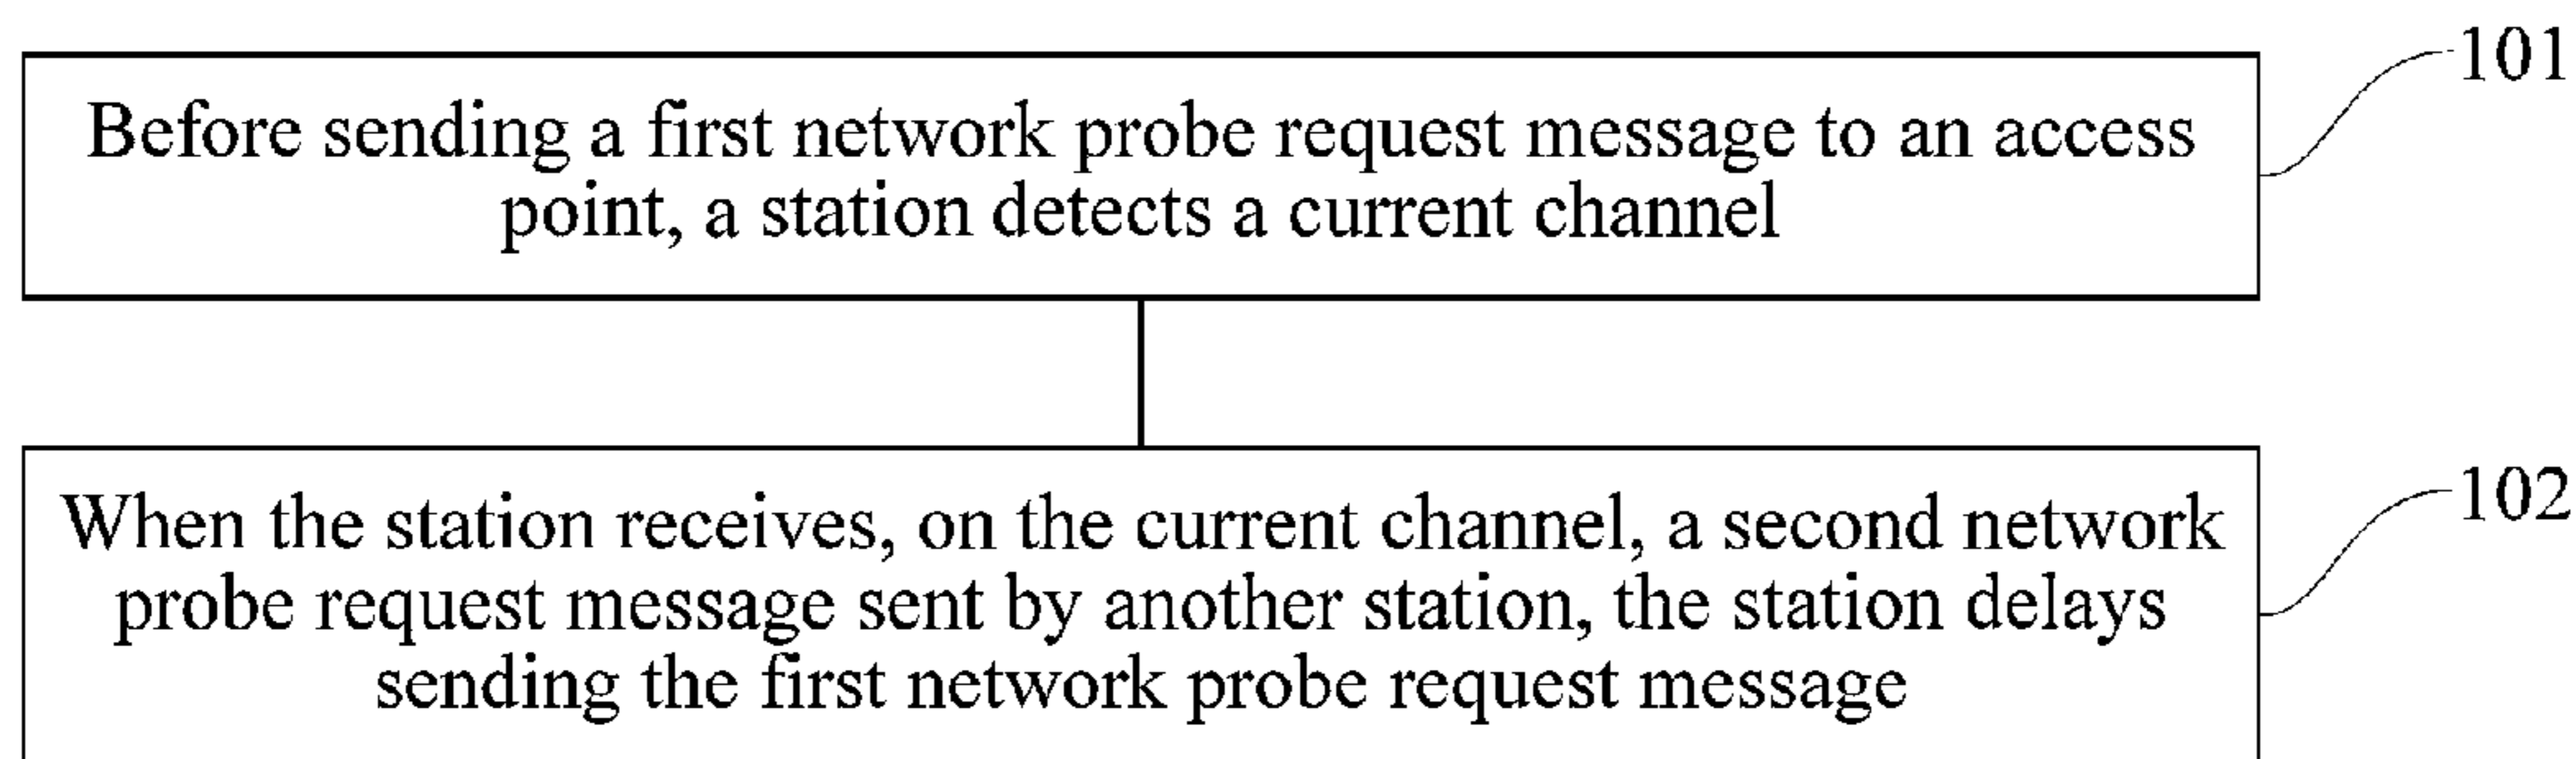 101
Before sending a first network probe request message to an access
point, a station detects a current channel
102
When the station receives, on the current channel, a second network
probe request message sent by another station, the station delays
sending the first network probe request message